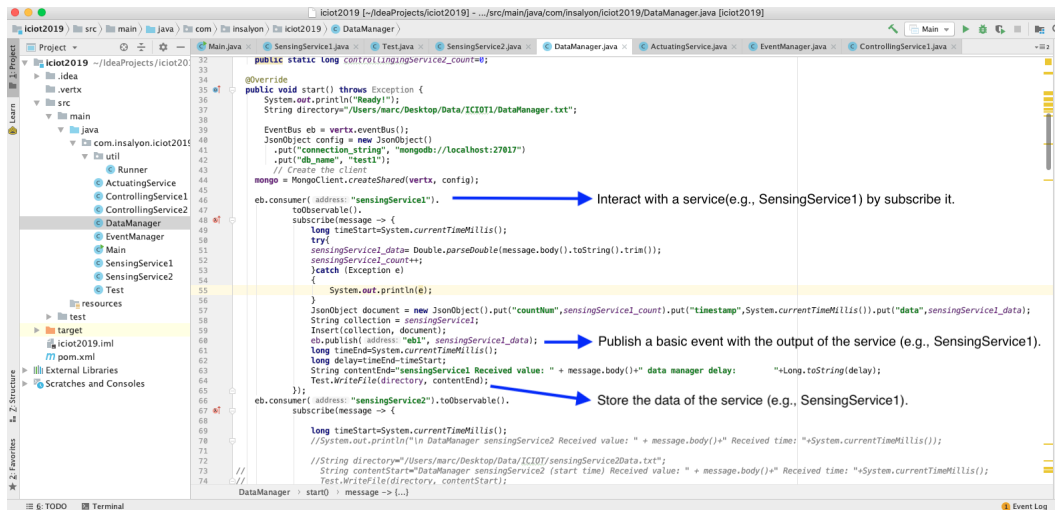 iciot2019 [~/IdeaProjects/iciot2019] - .../src/main/java/com/insalyon/iciot2019/DataManager.java [iciot2019]
iciot2019 src main java com insalyon iciot2019 DataManager Main
Project Main.java SensingService1.java Test.java SensingService2.java DataManager.java ActuatingService.java EventManager.java ControllingService1.java
1: Project
Learn
Z: Structure
2: Favorites
iciot2019 ~/IdeaProjects/iciot20
.idea
.vertx
src
main
java
com.insalyon.iciot2019
util
Runner
ActuatingService
ControllingService1
ControllingService2
DataManager
EventManager
Main
SensingService1
SensingService2
Test
resources
test
target
iciot2019.iml
pom.xml
External Libraries
Scratches and Consoles
32 public static long controllingingService2_count=0;
33
34 @Override
35 public void start() throws Exception {
36 System.out.println("Ready!");
37 String directory="/Users/marc/Desktop/Data/ICIOT1/DataManager.txt";
38
39 EventBus eb = vertx.eventBus();
40 JsonObject config = new JsonObject()
41 .put("connection_string", "mongodb://localhost:27017")
42 .put("db_name", "test1");
43 // Create the client
44 mongo = MongoClient.createShared(vertx, config);
45
46 eb.consumer( address: "sensingService1"). Interact with a service(e.g., SensingService1) by subscribe it.
47 toObservable().
48 subscribe(message -> {
49 long timeStart=System.currentTimeMillis();
50 try{
51 sensingService1_data= Double.parseDouble(message.body().toString().trim());
52 sensingService1_count++;
53 }catch (Exception e)
54 {
55 System.out.println(e);
56 }
57 JsonObject document = new JsonObject().put("countNum",sensingService1_count).put("timestamp",System.currentTimeMillis()).put("data",sensingService1_data);
58 String collection = sensingService1;
59 Insert(collection, document);
60 eb.publish( address: "eb1", sensingService1_data); Publish a basic event with the output of the service (e.g., SensingService1).
61 long timeEnd=System.currentTimeMillis();
62 long delay=timeEnd-timeStart;
63 String contentEnd="sensingService1 Received value: " + message.body()+" data manager delay: "+Long.toString(delay);
64 Test.WriteFile(directory, contentEnd);
65 }); Store the data of the service (e.g., SensingService1).
66 eb.consumer( address: "sensingService2").toObservable().
67 subscribe(message -> {
68
69 long timeStart=System.currentTimeMillis();
70 //System.out.println("\n DataManager sensingService2 Received value: " + message.body()+" Received time: "+System.currentTimeMillis());
71
72 //String directory="/Users/marc/Desktop/Data/ICIOT/sensingService2Data.txt";
73 // String contentStart="DataManager sensingService2 (start time) Received value: " + message.body()+" Received time: "+System.currentTimeMillis();
74 // Test.WriteFile(directory, contentStart);
DataManager > start() > message -> {...}
6: TODO Terminal 1 Event Log